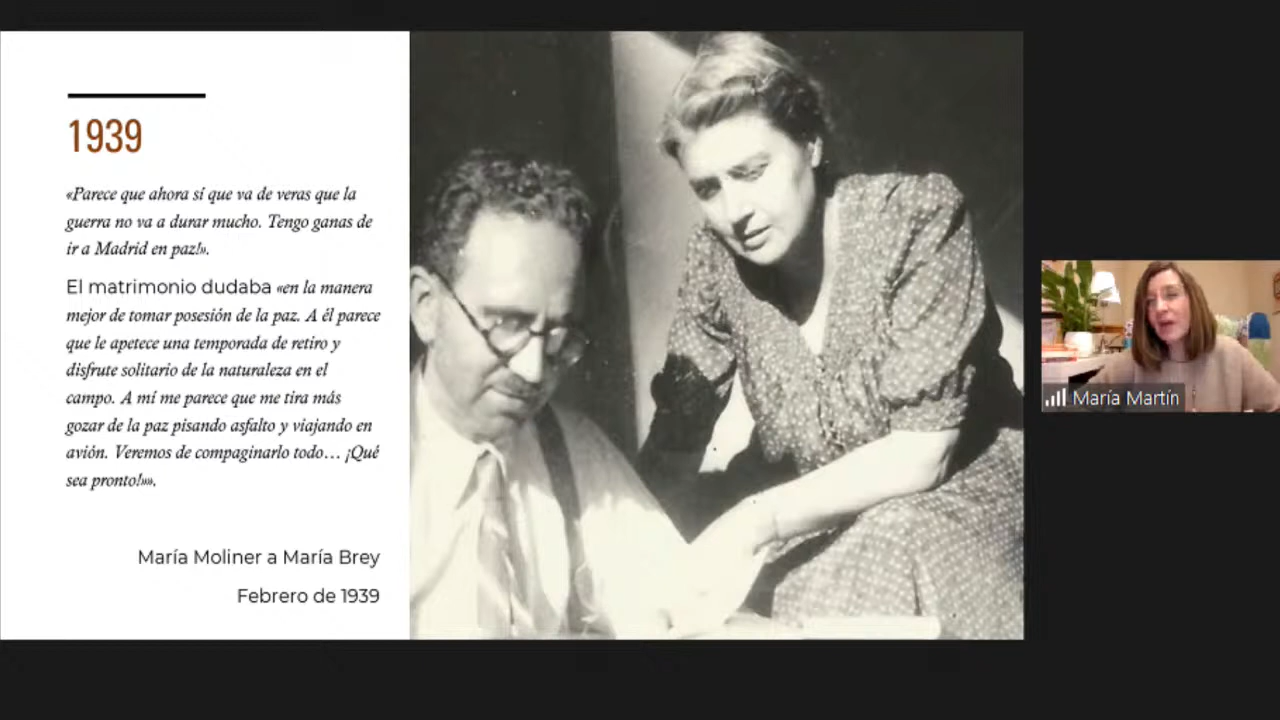 1939
«Parece que ahora sí que va de veras que la
guerra no va a durar mucho. Tengo ganas de
ir a Madrid en paz!».
El matrimonio dudaba «en la manera
mejor de tomar posesión de la paz. A él parece
que le apetece una temporada de retiro y
disfrute solitario de la naturaleza en el
campo. A mí me parece que me tira más
gozar de la paz pisando asfalto y viajando en
avión. Veremos de compaginarlo todo… ¡Qué
sea pronto!»».
María Moliner a María Brey
Febrero de 1939
María Martín